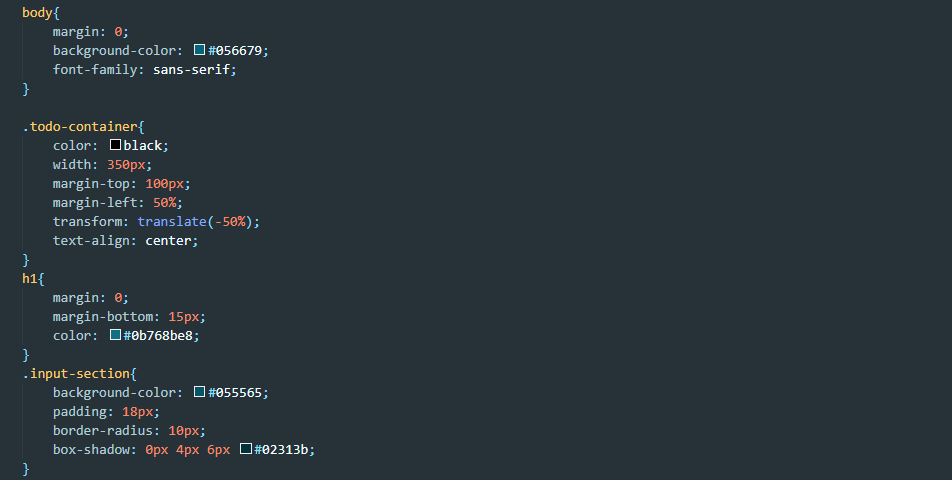 body{
    margin: 0;
    background-color: #056679;
    font-family: sans-serif;
}

.todo-container{
    color: black;
    width: 350px;
    margin-top: 100px;
    margin-left: 50%;
    transform: translate(-50%);
    text-align: center;
}
h1{
    margin: 0;
    margin-bottom: 15px;
    color: #0b768be8;
}
.input-section{
    background-color: #055565;
    padding: 18px;
    border-radius: 10px;
    box-shadow: 0px 4px 6px #02313b;
}